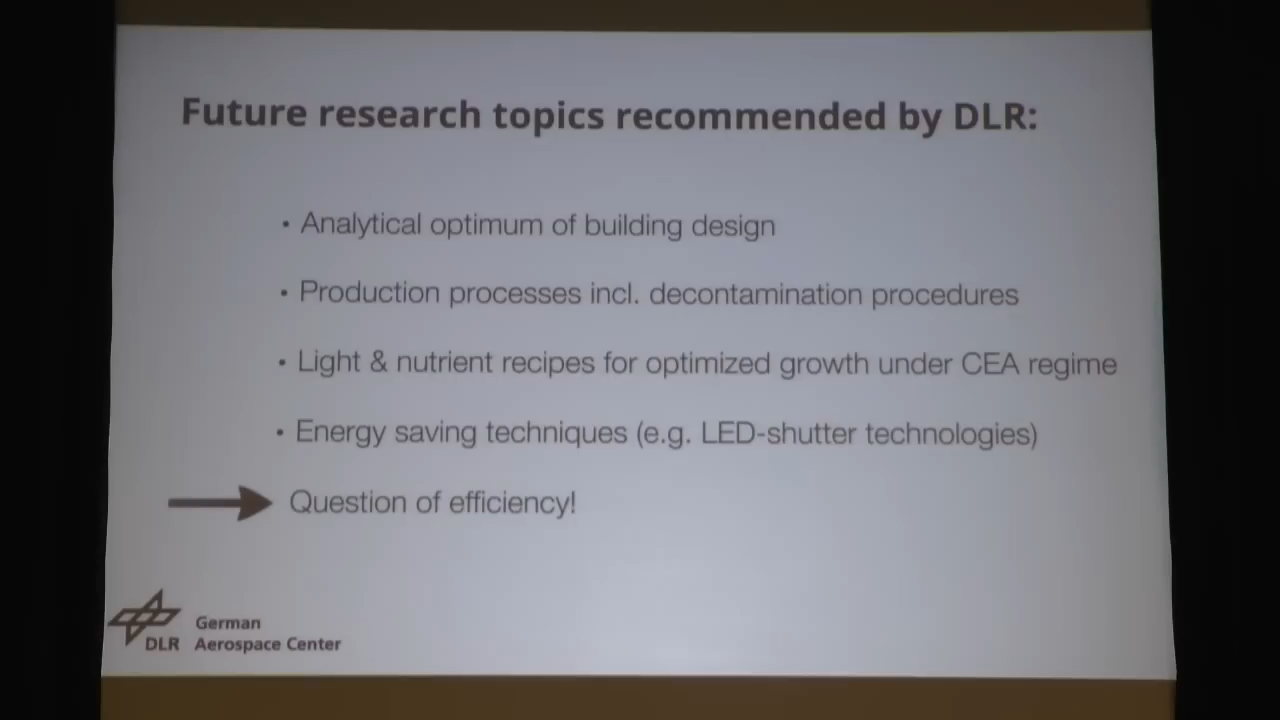 Future research topics recommended by DLR:
• Analytical optimum of building design
• Production processes incl. decontamination procedures
• Light & nutrient recipes for optimized growth under CEA regime
• Energy saving techniques (e.g. LED-shutter technologies)
Question of efficiency!
German
DLR Aerospace Center